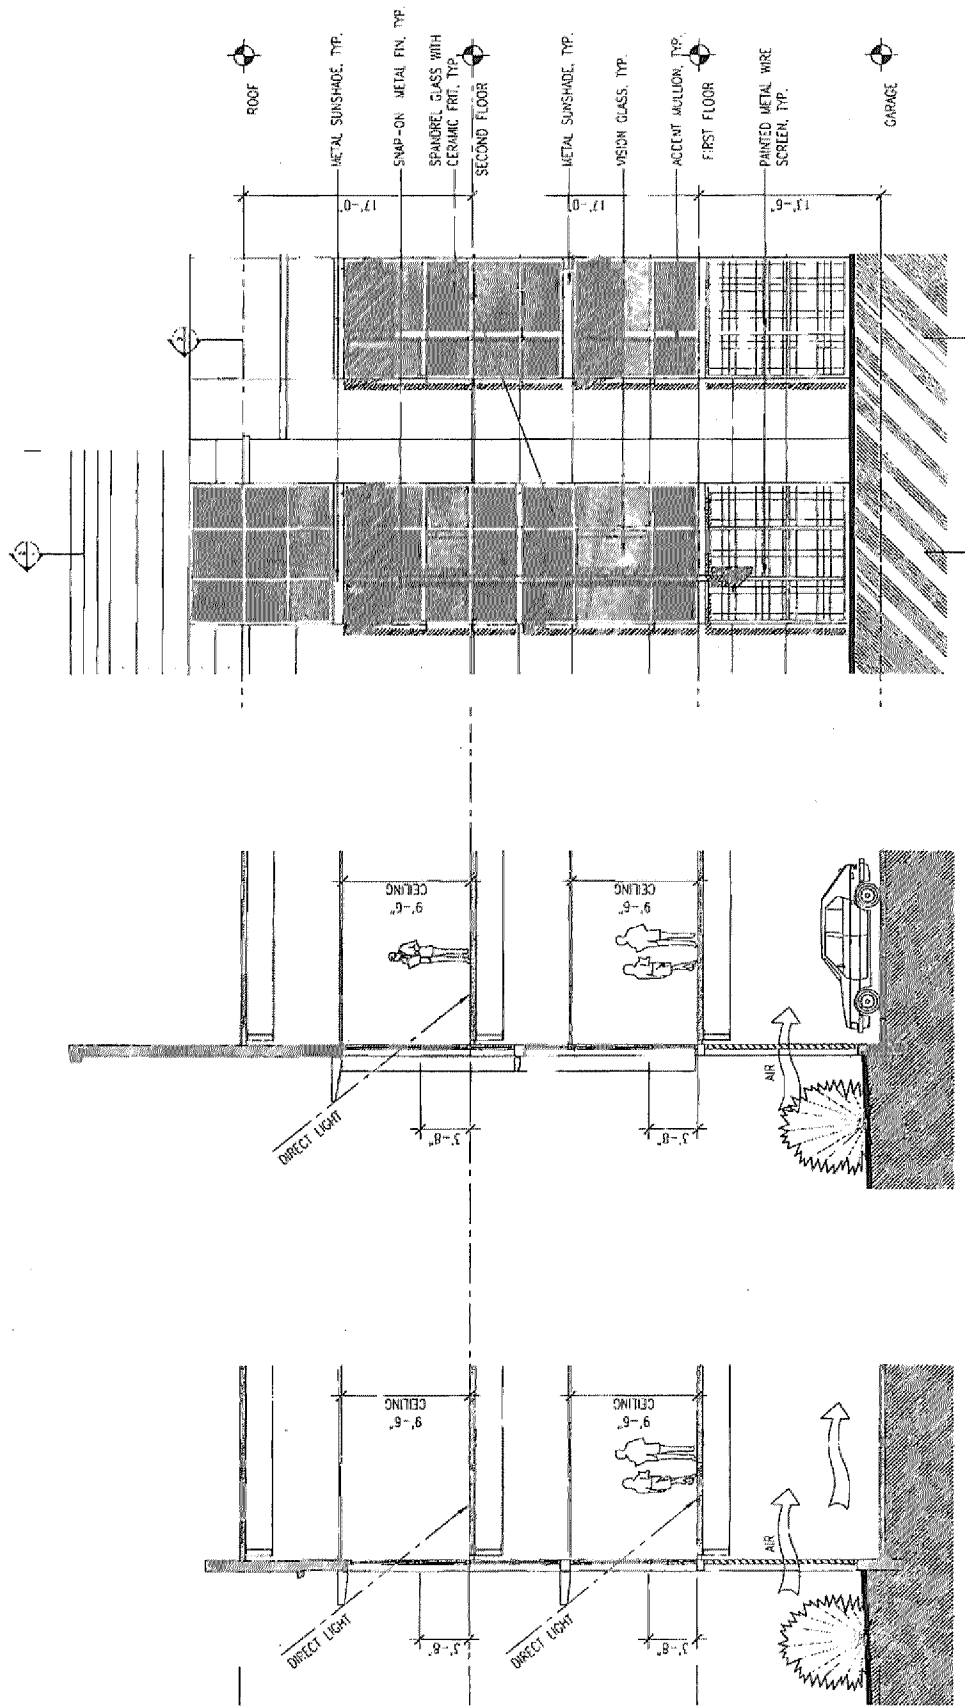 ROOF
METAL SUNSHADE, TYP.
SNAP-ON METAL FIN, TYP.
SPANDREL GLASS WITH
CERAMIC FRIT, TYP.
SECOND FLOOR
METAL SUNSHADE, TYP.
VISION GLASS, TYP.
ACCENT MULLION, TYP.
FIRST FLOOR
PAINTED METAL WIRE
SCREEN, TYP.
GARAGE
17'-0"
17'-0"
13'-6"
9'-6"
CEILING
9'-6"
CEILING
DIRECT LIGHT
3'-8"
3'-8"
AIR
9'-6"
CEILING
9'-6"
CEILING
DIRECT LIGHT
DIRECT LIGHT
3'-8"
3'-8"
AIR